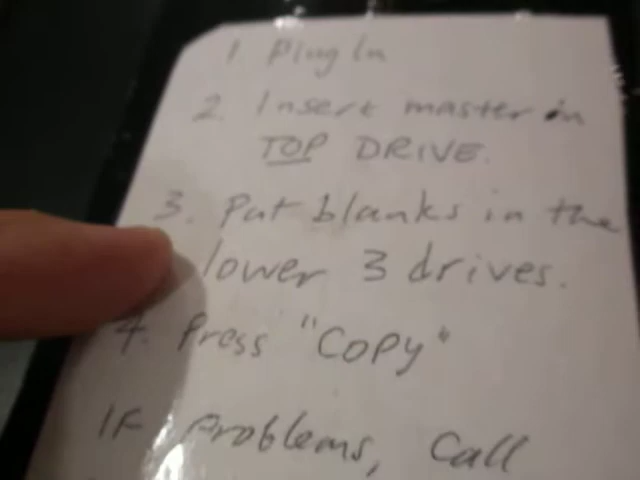 1 Plug In
2. Insert master in
TOP DRIVE.
3. Put blanks in the
lower 3 drives.
4. Press "COPY"
IF Problems, Call